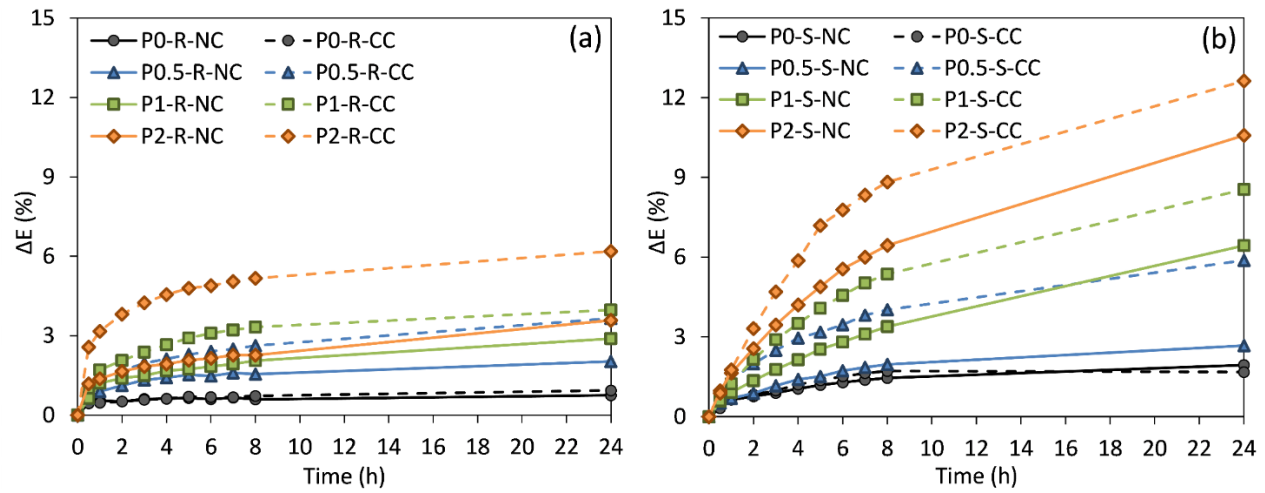 (a)
P0-R-NC P0-R-CC
P0.5-R-NC P0.5-R-CC
P1-R-NC P1-R-CC
P2-R-NC P2-R-CC
ΔE (%)
15
12
9
6
3
0
0 2 4 6 8 10 12 14 16 18 20 22 24
Time (h)
(b)
P0-S-NC P0-S-CC
P0.5-S-NC P0.5-S-CC
P1-S-NC P1-S-CC
P2-S-NC P2-S-CC
ΔE (%)
15
12
9
6
3
0
0 2 4 6 8 10 12 14 16 18 20 22 24
Time (h)